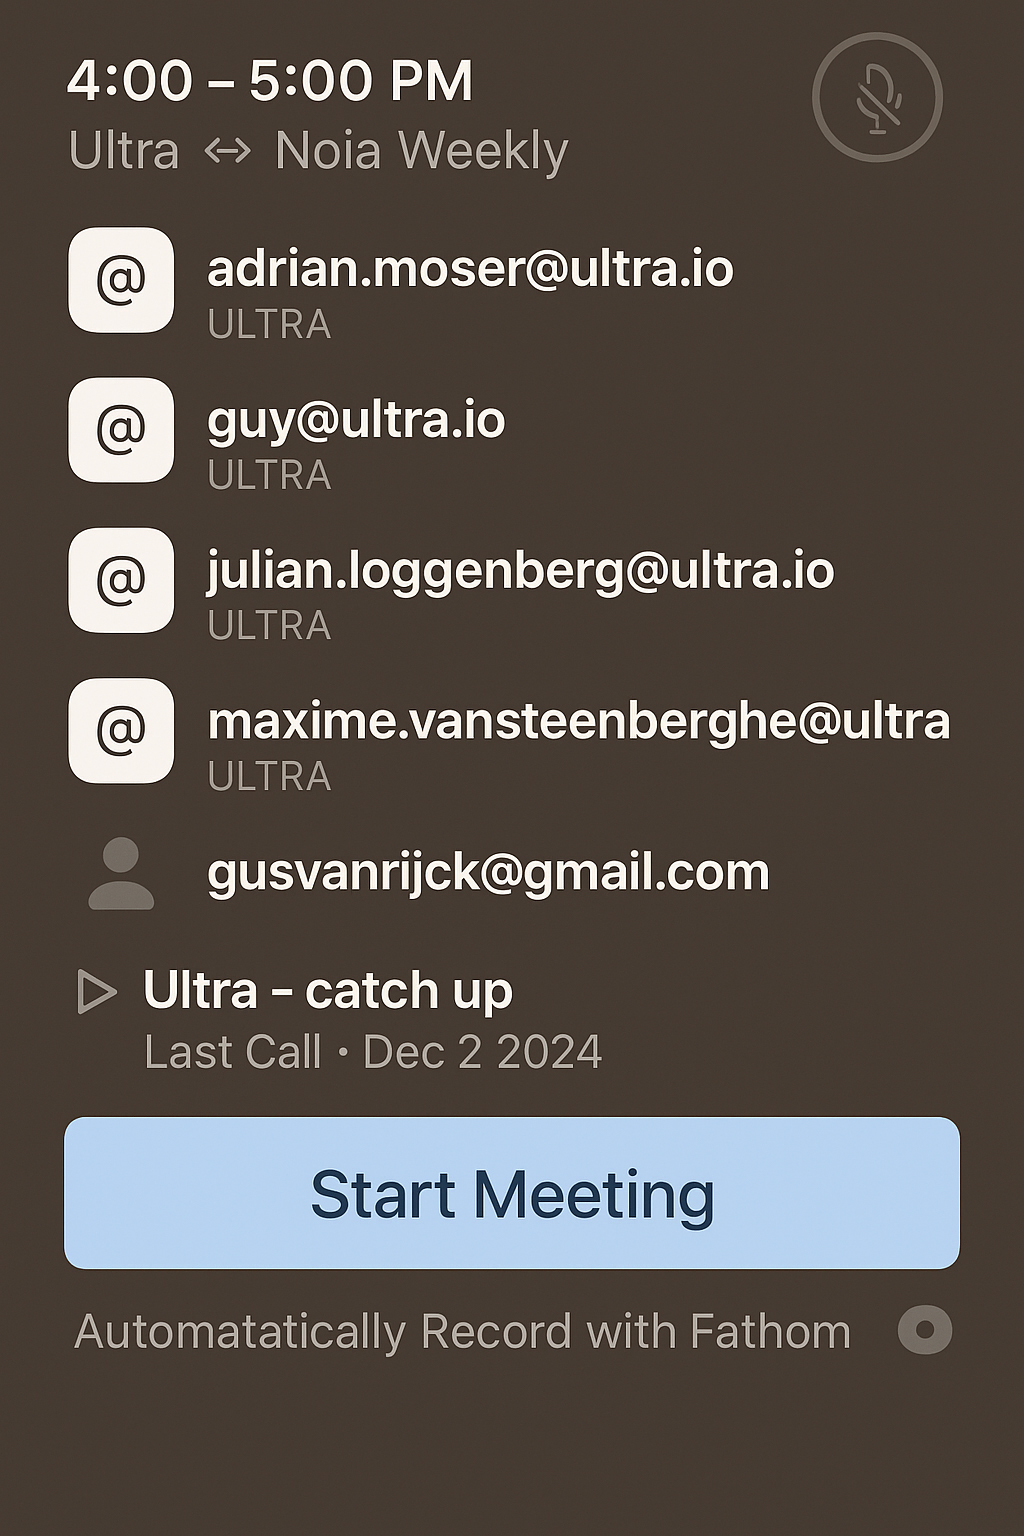 4:00 – 5:00 PM
Ultra ↔ Noia Weekly
@ adrian.moser@ultra.io
ULTRA
@ guy@ultra.io
ULTRA
@ julian.loggenberg@ultra.io
ULTRA
@ maxime.vansteenberghe@ultra
ULTRA
gusvanrijck@gmail.com
Ultra - catch up
Last Call · Dec 2 2024
Start Meeting
Automatatically Record with Fathom